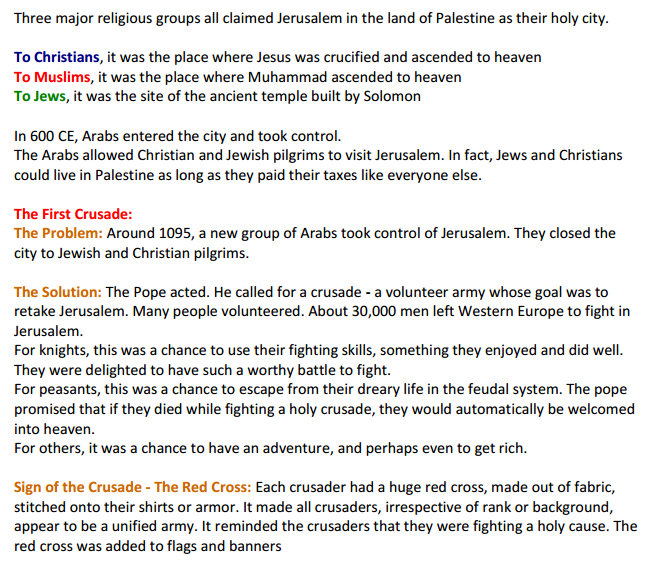 Three major religious groups all claimed Jerusalem in the land of Palestine as their holy city.
To Christians, it was the place where Jesus was crucified and ascended to heaven
To Muslims, it was the place where Muhammad ascended to heaven
To Jews, it was the site of the ancient temple built by Solomon
In 600 CE, Arabs entered the city and took control.
The Arabs allowed Christian and Jewish pilgrims to visit Jerusalem. In fact, Jews and Christians
could live in Palestine as long as they paid their taxes like everyone else.
The First Crusade:
The Problem: Around 1095, a new group of Arabs took control of Jerusalem. They closed the
city to Jewish and Christian pilgrims.
The Solution: The Pope acted. He called for a crusade - a volunteer army whose goal was to
retake Jerusalem. Many people volunteered. About 30,000 men left Western Europe to fight in
Jerusalem.
For knights, this was a chance to use their fighting skills, something they enjoyed and did well.
They were delighted to have such a worthy battle to fight.
For peasants, this was a chance to escape from their dreary life in the feudal system. The pope
promised that if they died while fighting a holy crusade, they would automatically be welcomed
into heaven.
For others, it was a chance to have an adventure, and perhaps even to get rich.
Sign of the Crusade - The Red Cross: Each crusader had a huge red cross, made out of fabric,
stitched onto their shirts or armor. It made all crusaders, irrespective of rank or background,
appear to be a unified army. It reminded the crusaders that they were fighting a holy cause. The
red cross was added to flags and banners